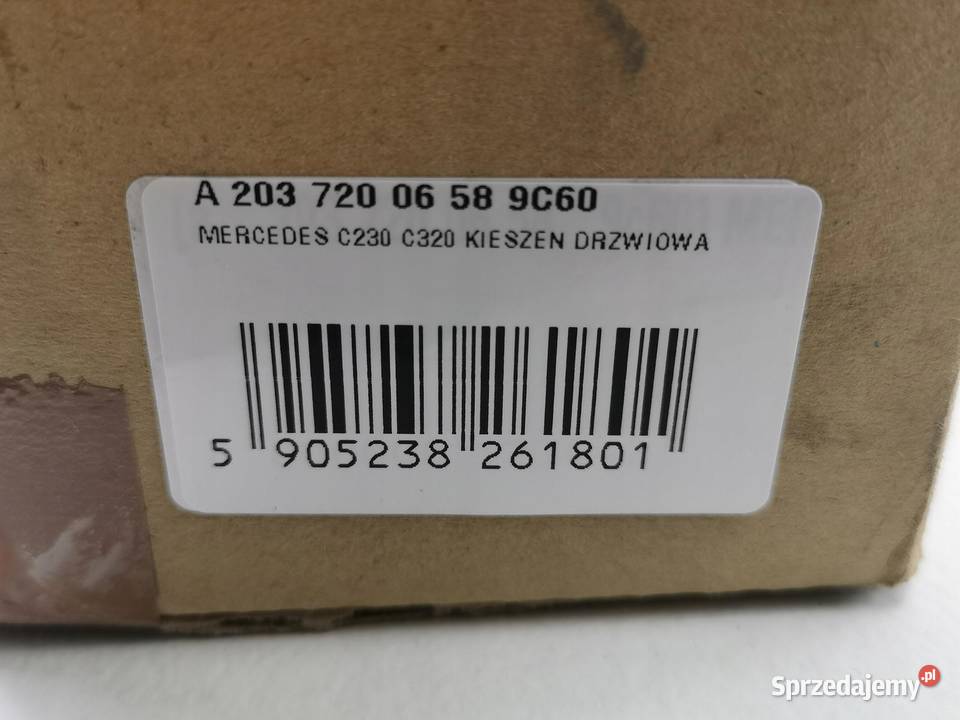 A 203 720 06 58 9C60
MERCEDES C230 C320 KIESZEN DRZWIOWA
5 905238 261801
Sprzedajemy.pl